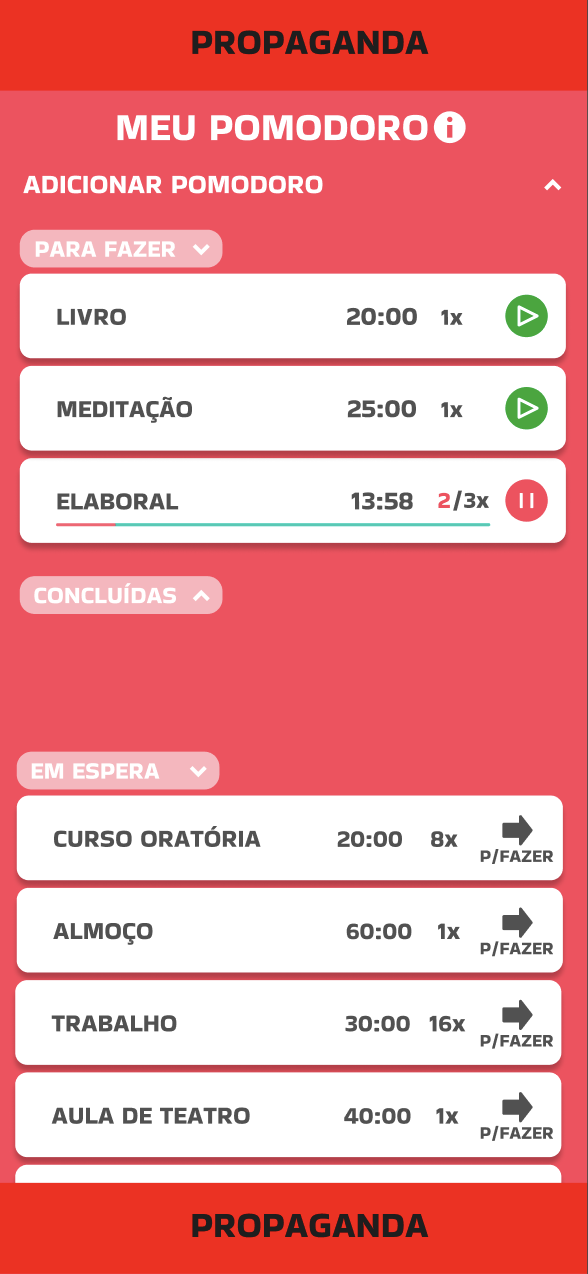 PROPAGANDA
MEU POMODORO
ADICIONAR POMODORO
PARA FAZER
LIVRO 20:00 1x
MEDITAÇÃO 25:00 1x
ELABORAL 13:58 2/3x
CONCLUÍDAS
EM ESPERA
CURSO ORATÓRIA 20:00 8x P/FAZER
ALMOÇO 60:00 1x P/FAZER
TRABALHO 30:00 16x P/FAZER
AULA DE TEATRO 40:00 1x P/FAZER
PROPAGANDA